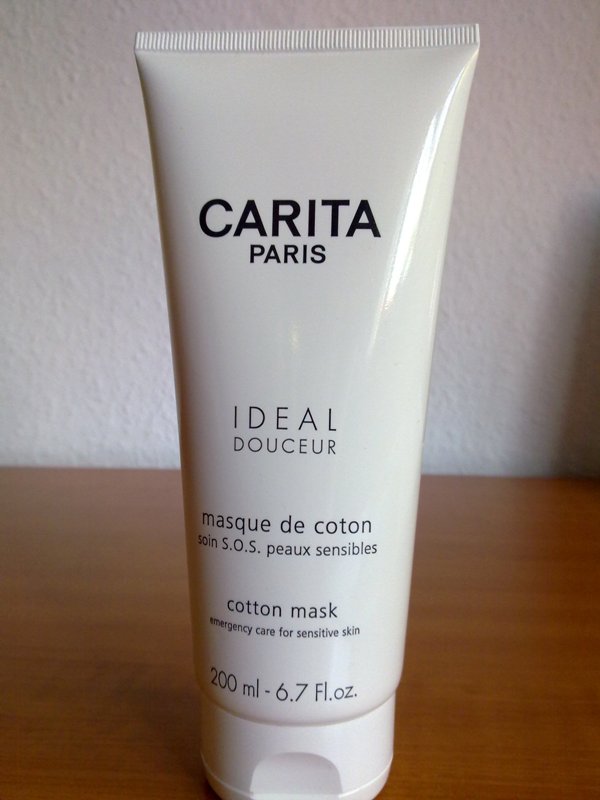 CARITA
PARIS
IDEAL
DOUCEUR
masque de coton
soin S.O.S. peaux sensibles
cotton mask
emergency care for sensitive skin
200 ml - 6.7 Fl.oz.